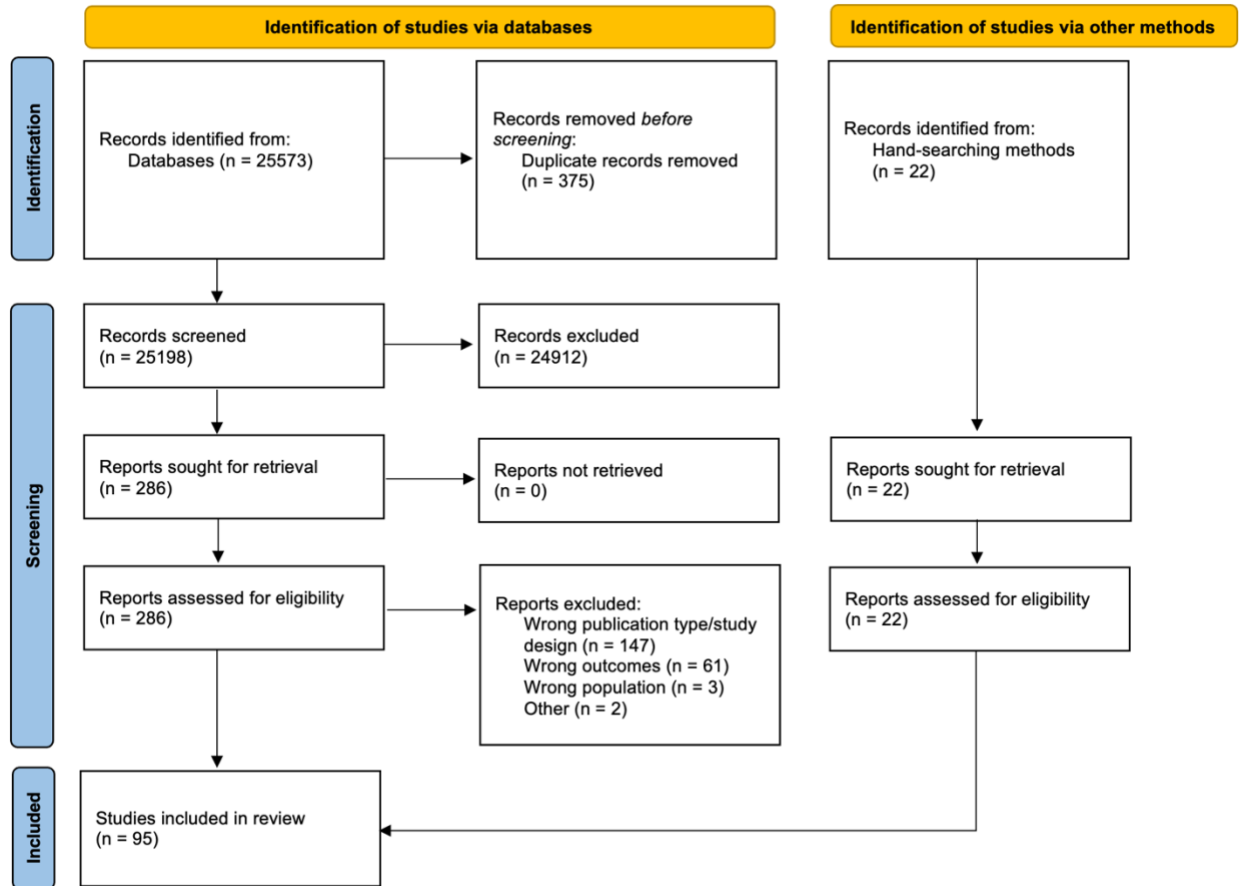 Identification of studies via databases
Identification of studies via other methods
Identification
Records identified from:
Databases (n = 25573)
Records removed before
screening:
Duplicate records removed
(n = 375)
Records identified from:
Hand-searching methods
(n = 22)
Screening
Records screened
(n = 25198)
Records excluded
(n = 24912)
Reports sought for retrieval
(n = 286)
Reports not retrieved
(n = 0)
Reports sought for retrieval
(n = 22)
Reports assessed for eligibility
(n = 286)
Reports excluded:
Wrong publication type/study
design (n = 147)
Wrong outcomes (n = 61)
Wrong population (n = 3)
Other (n = 2)
Reports assessed for eligibility
(n = 22)
Included
Studies included in review
(n = 95)